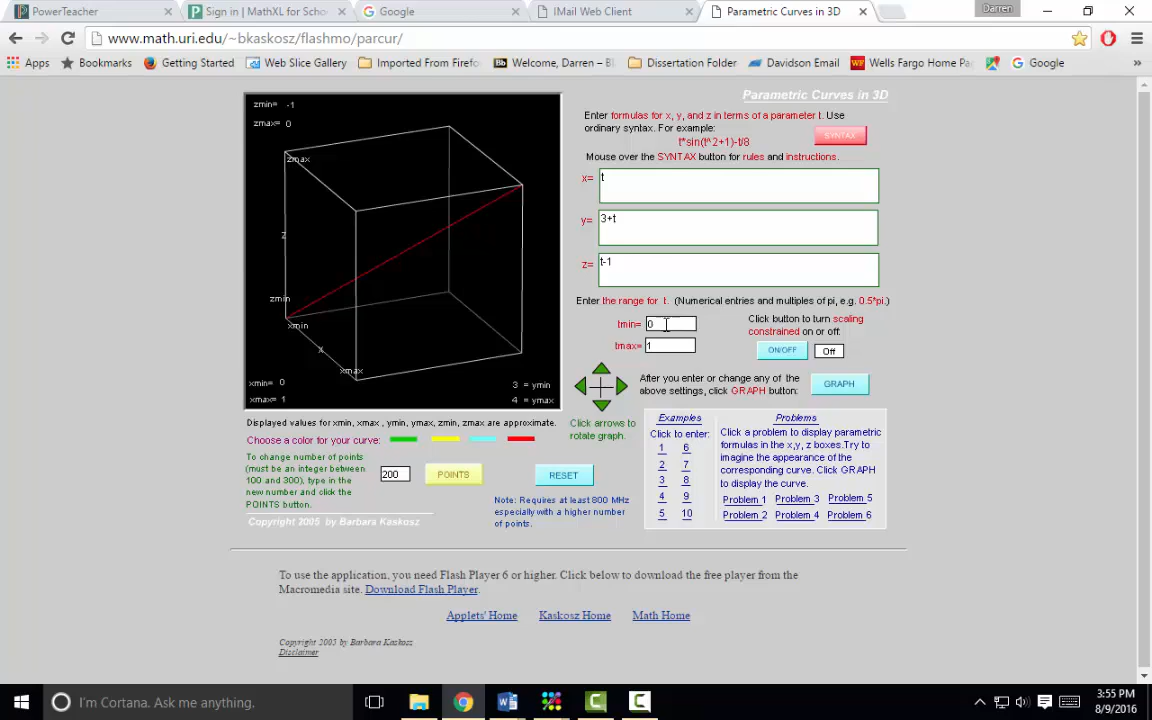 PowerTeacher
Sign in | MathXL for Scho
Google
IMail Web Client
Parametric Curves in 3D
Darren
www.math.uri.edu/~bkaskosz/flashmo/parcur/
Apps
Bookmarks
Getting Started
Web Slice Gallery
Imported From Firefo
Bb Welcome, Darren – Bl
Dissertation Folder
Davidson Email
Wells Fargo Home Pa
Google
»
Parametric Curves in 3D
zmin= -1
zmax= 0
zmax
z
zmin
xmin
x
xmax
xmin= 0
xmax= 1
3 = ymin
4 = ymax
Enter formulas for x, y, and z in terms of a parameter t. Use
ordinary syntax. For example:
t*sin(t^2+1)-t/8
SYNTAX
Mouse over the SYNTAX button for rules and instructions.
x= t
y= 3+t
z= t-1
Enter the range for t. (Numerical entries and multiples of pi, e.g. 0.5*pi.)
tmin= 0
tmax= 1
Click button to turn scaling
constrained on or off.
ON/OFF
Off
After you enter or change any of the
above settings, click GRAPH button:
GRAPH
Click arrows to
rotate graph.
Displayed values for xmin, xmax , ymin, ymax, zmin, zmax are approximate.
Choose a color for your curve:
To change number of points
(must be an integer between
100 and 300), type in the
new number and click the
POINTS button.
200
POINTS
RESET
Note: Requires at least 800 MHz
especially with a higher number
of points.
Copyright 2005 by Barbara Kaskosz
Examples
Click to enter:
1 6
2 7
3 8
4 9
5 10
Problems
Click a problem to display parametric
formulas in the x,y, z boxes.Try to
imagine the appearance of the
corresponding curve. Click GRAPH
to display the curve.
Problem 1 Problem 3 Problem 5
Problem 2 Problem 4 Problem 6
To use the application, you need Flash Player 6 or higher. Click below to download the free player from the
Macromedia site. Download Flash Player.
Applets' Home Kaskosz Home Math Home
Copyright 2005 by Barbara Kaskosz
Disclaimer
I'm Cortana. Ask me anything.
3:55 PM
8/9/2016